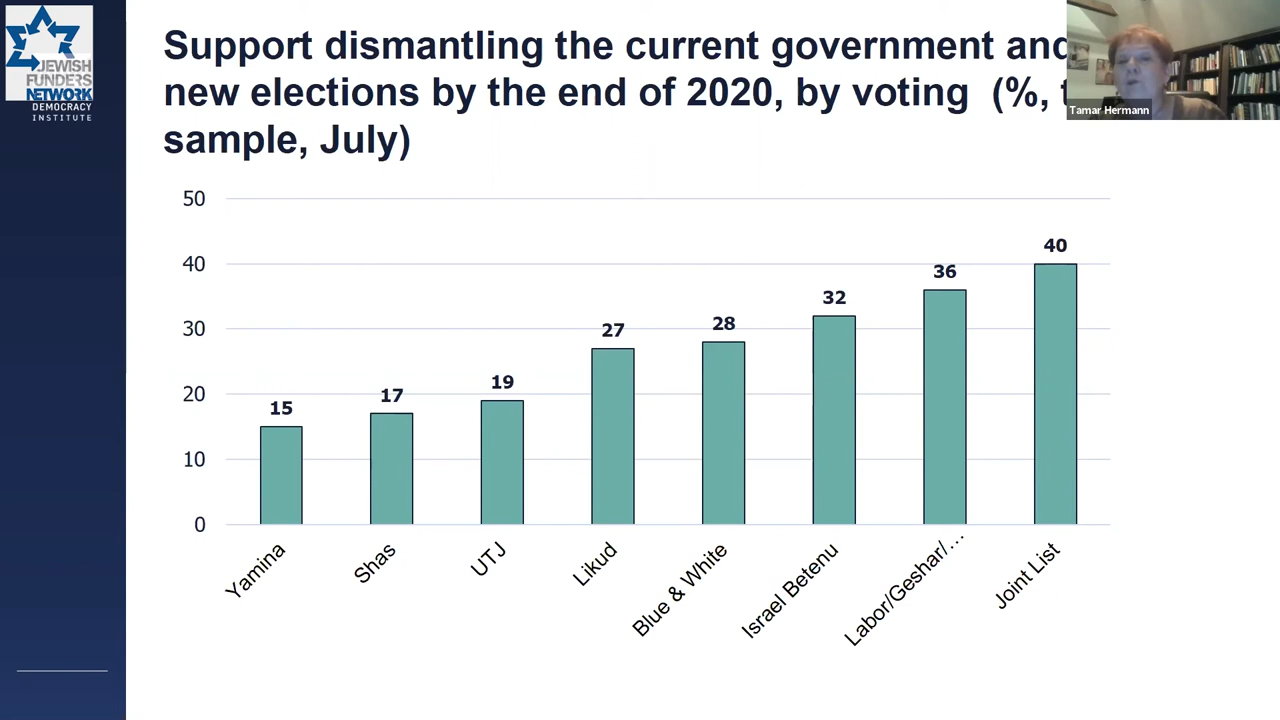 JEWISH
FUNDERS
NETWORK
DEMOCRACY
INSTITUTE
Support dismantling the current government and
new elections by the end of 2020, by voting (%,
sample, July)
Tamar Hermann
50
40
30
20
10
0
15
17
19
27
28
32
36
40
Yamina
Shas
UTJ
Likud
Blue & White
Israel Betenu
Labor/Geshar/...
Joint List